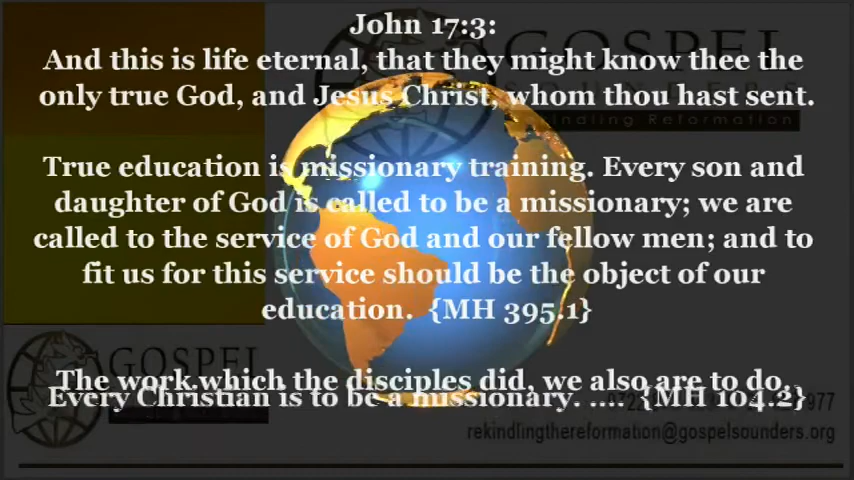 John 17:3:
And this is life eternal, that they might know thee the
only true God, and Jesus Christ, whom thou hast sent.
True education is missionary training. Every son and
daughter of God is called to be a missionary; we are
called to the service of God and our fellow men; and to
fit us for this service should be the object of our
education. {MH 395.1}
The work which the disciples did, we also are to do.
Every Christian is to be a missionary. .... {MH 104.2}
GOSPEL
SOUNDERS
Rekindling Reformation
GOSPEL
rekindlingthereformation@gospelsounders.org